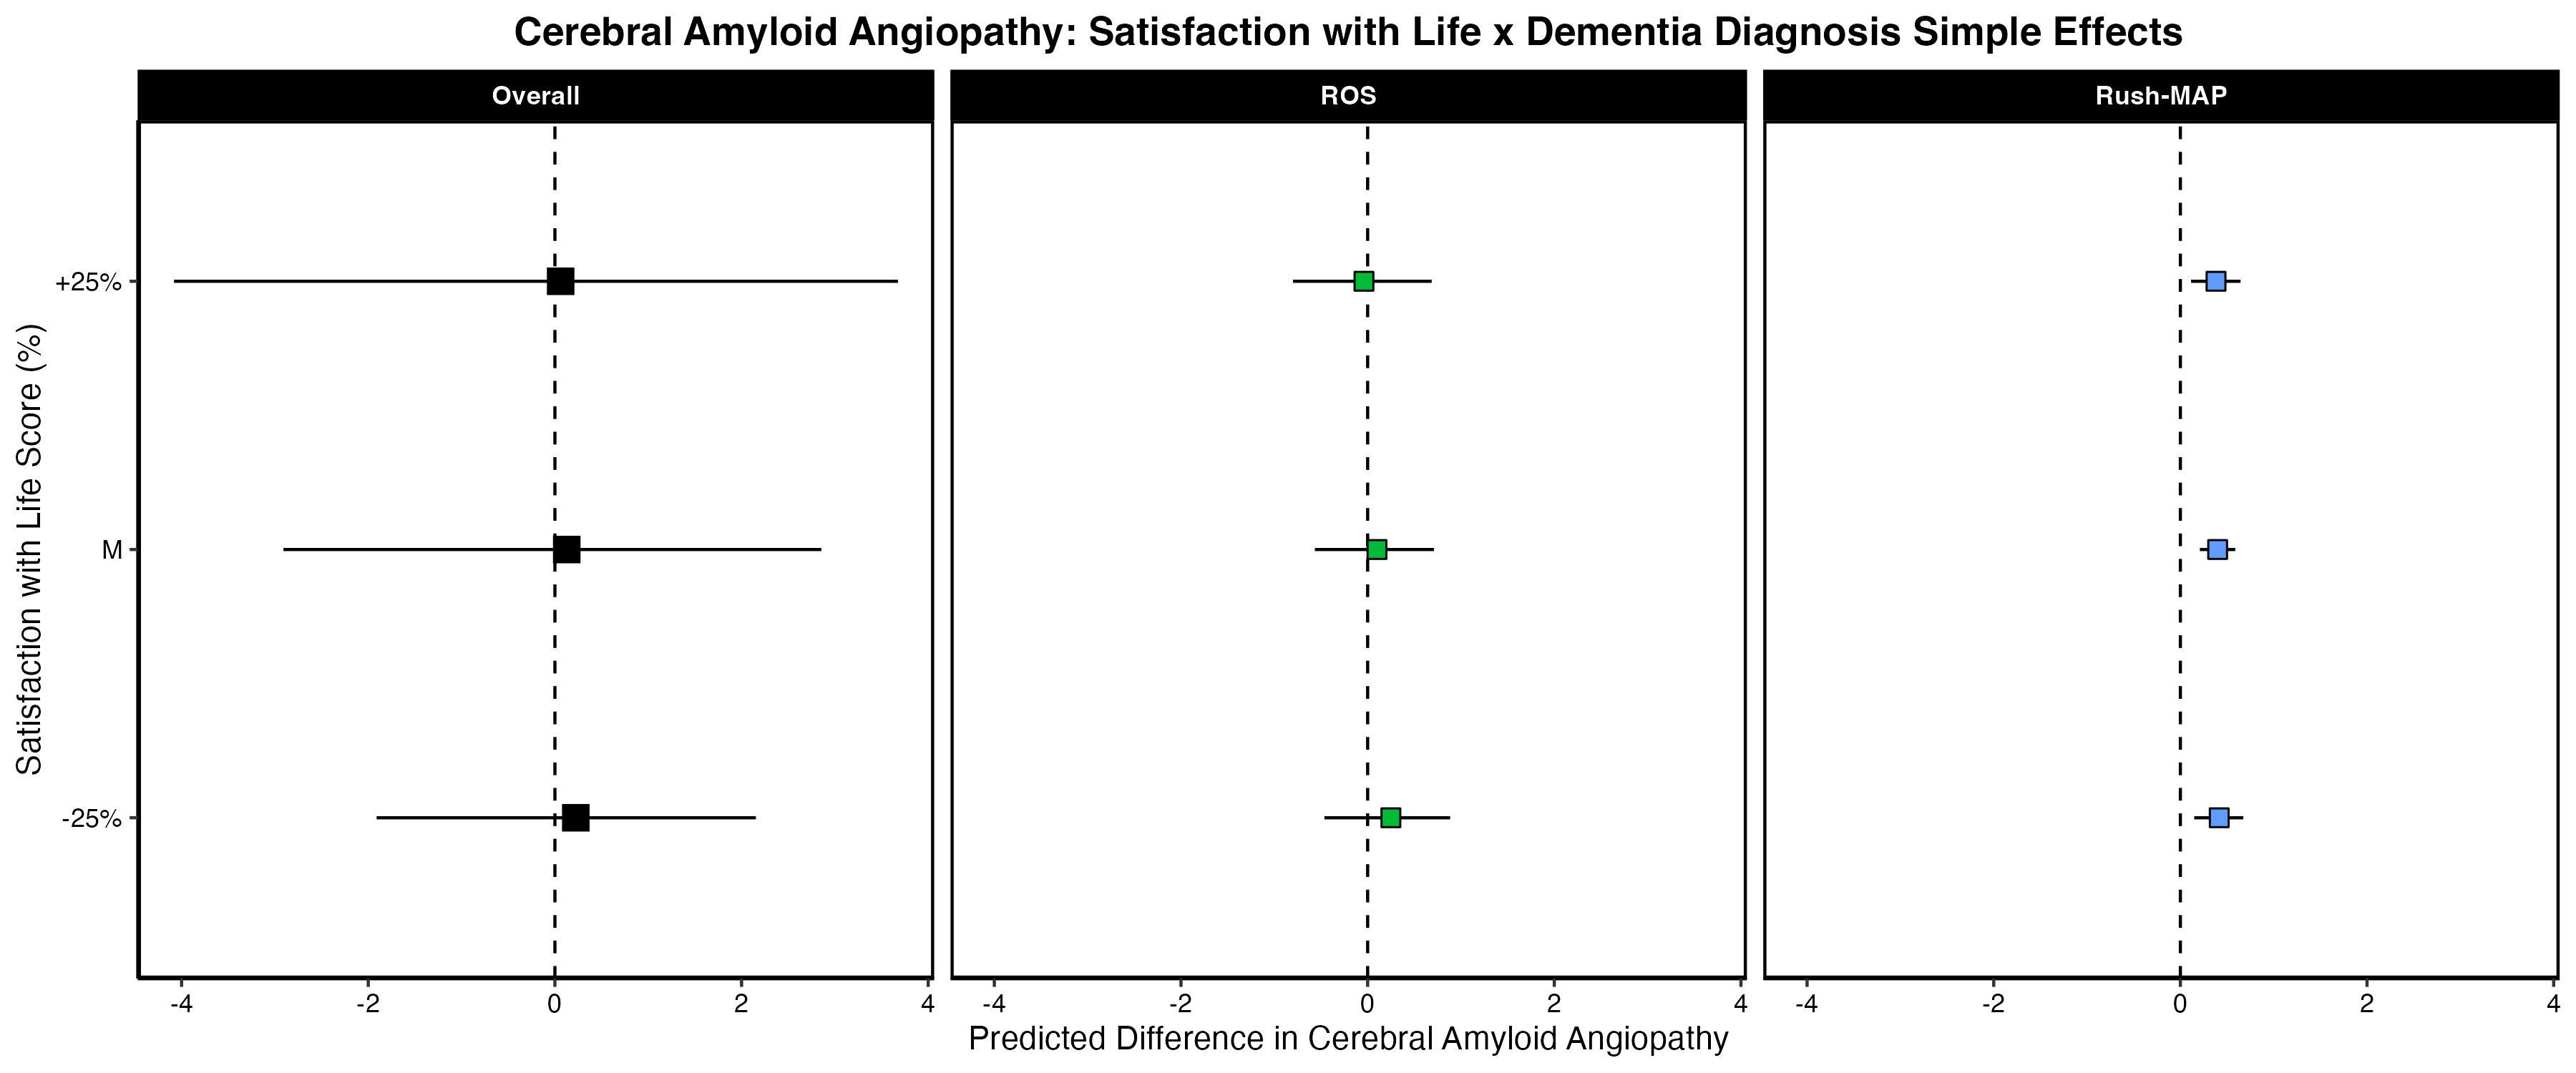 Cerebral Amyloid Angiopathy: Satisfaction with Life x Dementia Diagnosis Simple Effects
Overall
ROS
Rush-MAP
Satisfaction with Life Score (%)
+25%
M
-25%
-4 -2 0 2 4
-4 -2 0 2 4
-4 -2 0 2 4
Predicted Difference in Cerebral Amyloid Angiopathy